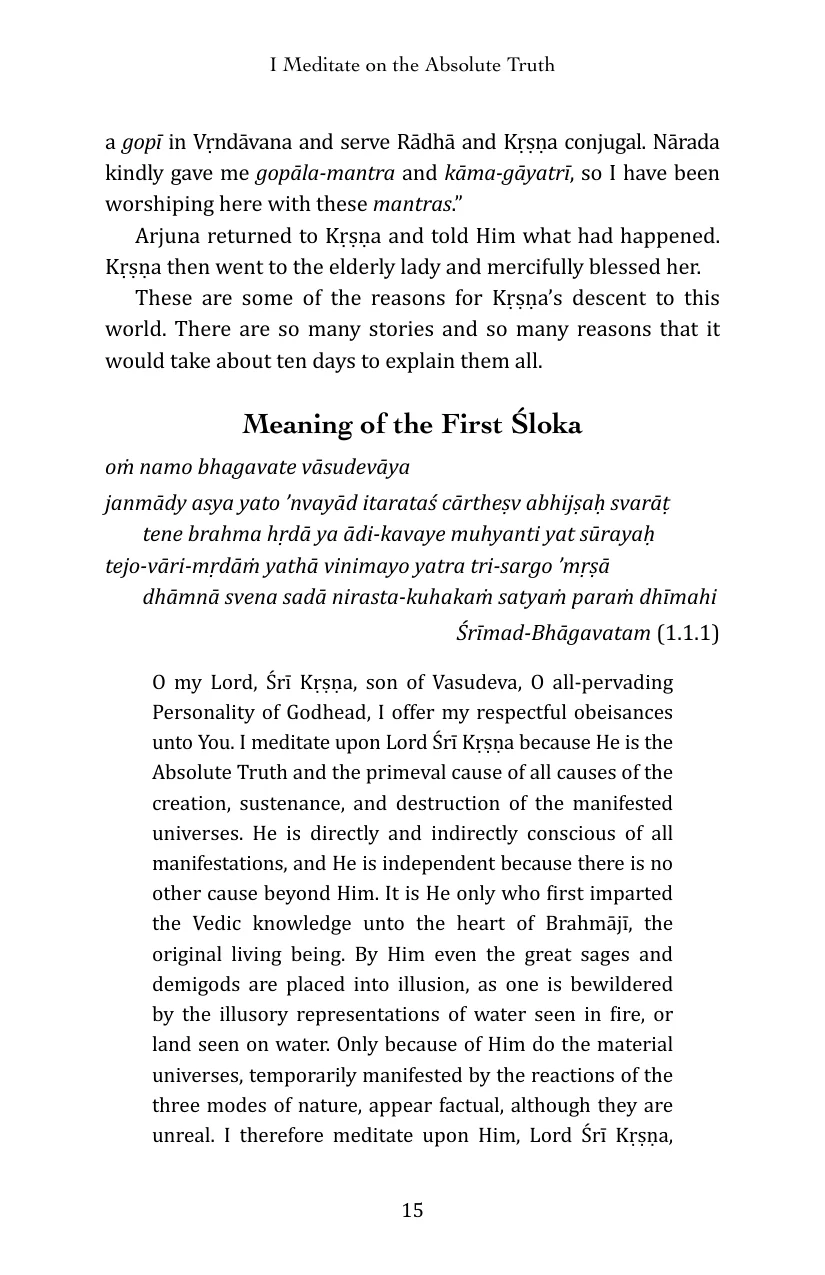 I Meditate on the Absolute Truth
a gopī in Vṛndāvana and serve Rādhā and Kṛṣṇa conjugal. Nārada
kindly gave me gopāla-mantra and kāma-gāyatrī, so I have been
worshiping here with these mantras.”
Arjuna returned to Kṛṣṇa and told Him what had happened.
Kṛṣṇa then went to the elderly lady and mercifully blessed her.
These are some of the reasons for Kṛṣṇa’s descent to this
world. There are so many stories and so many reasons that it
would take about ten days to explain them all.
Meaning of the First Śloka
oṁ namo bhagavate vāsudevāya
janmādy asya yato ’nvayād itarataś cārtheṣv abhijṣaḥ svarāṭ
tene brahma hṛdā ya ādi-kavaye muhyanti yat sūrayaḥ
tejo-vāri-mṛdāṁ yathā vinimayo yatra tri-sargo ’mṛṣā
dhāmnā svena sadā nirasta-kuhakaṁ satyaṁ paraṁ dhīmahi
Śrīmad-Bhāgavatam (1.1.1)
O my Lord, Śrī Kṛṣṇa, son of Vasudeva, O all-pervading
Personality of Godhead, I offer my respectful obeisances
unto You. I meditate upon Lord Śrī Kṛṣṇa because He is the
Absolute Truth and the primeval cause of all causes of the
creation, sustenance, and destruction of the manifested
universes. He is directly and indirectly conscious of all
manifestations, and He is independent because there is no
other cause beyond Him. It is He only who first imparted
the Vedic knowledge unto the heart of Brahmājī, the
original living being. By Him even the great sages and
demigods are placed into illusion, as one is bewildered
by the illusory representations of water seen in fire, or
land seen on water. Only because of Him do the material
universes, temporarily manifested by the reactions of the
three modes of nature, appear factual, although they are
unreal. I therefore meditate upon Him, Lord Śrī Kṛṣṇa,
15